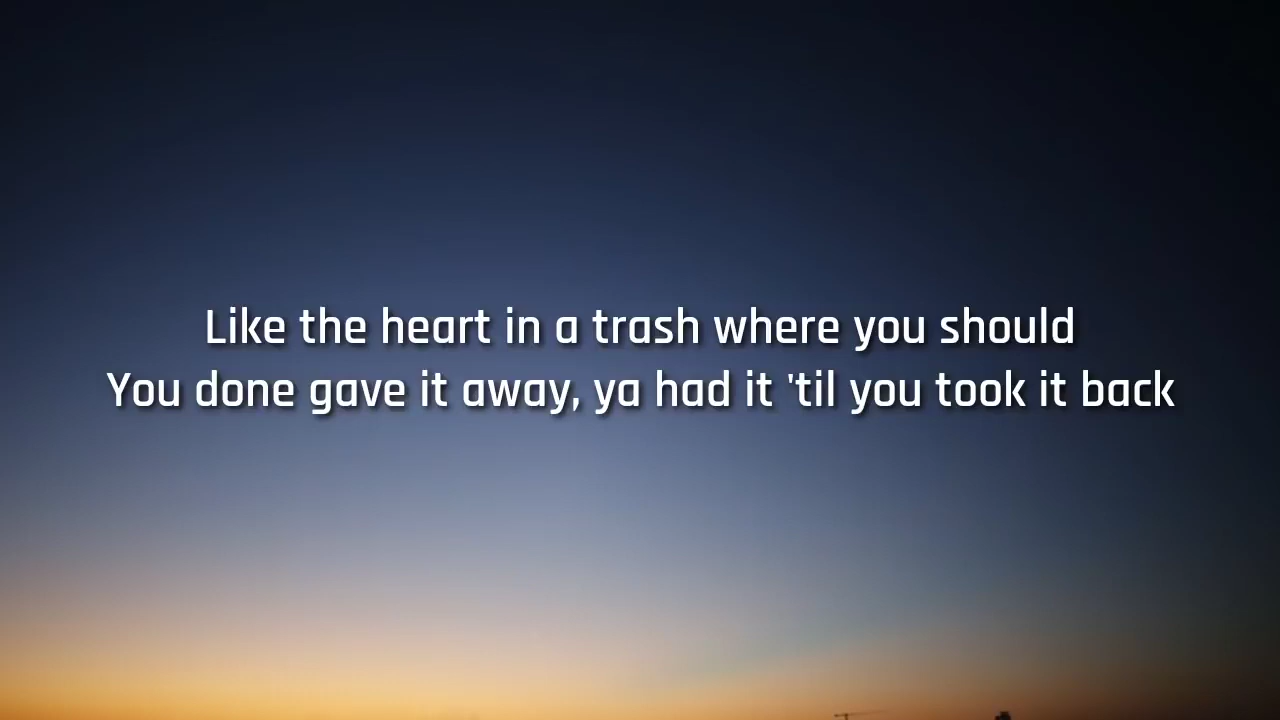 Like the heart in a trash where you should
You done gave it away, ya had it 'til you took it back